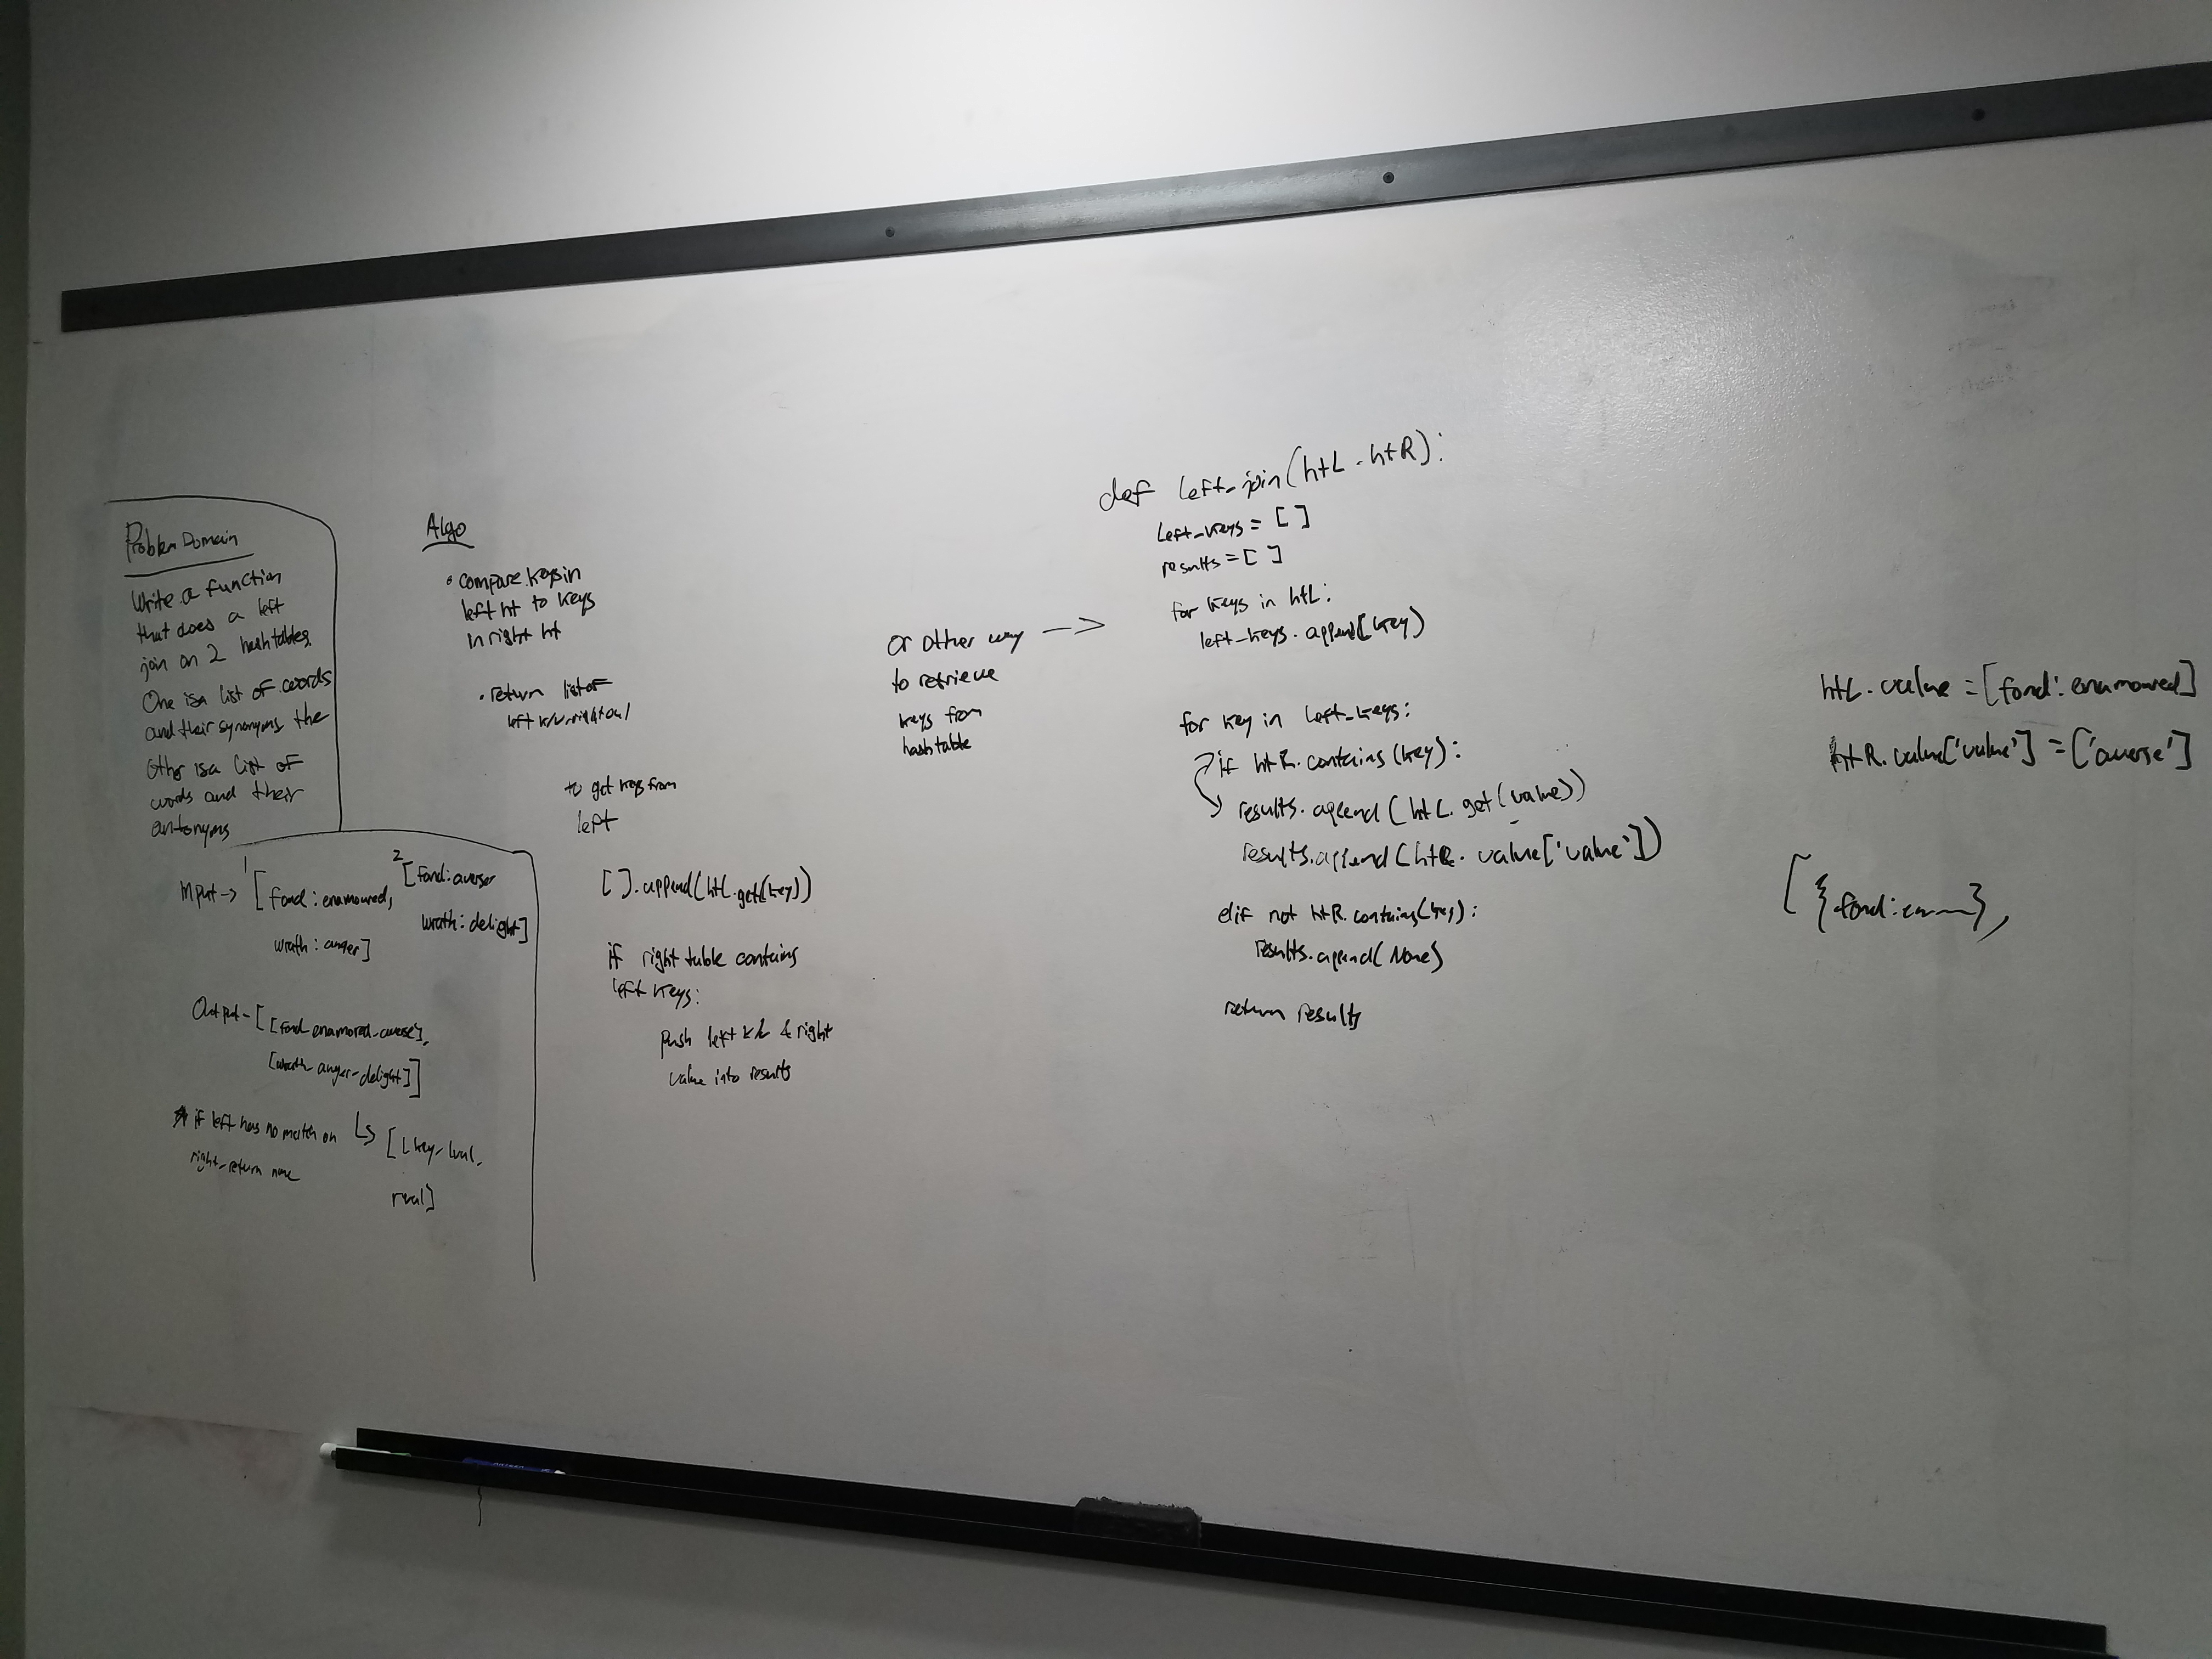 Problem Domain
Write a function
that does a left
join on 2 hashtables.
One is a list of words
and their synonyms the
other is a list of
words and their
antonyms
Input -> 1 [fond: enamoured,
wrath: anger]
2 [fond: averse
wrath: delight]
Output - [[fond enamored - averse],
[wrath - anger - delight]]
* if left has no match on
right - return none
[Lkey - lval -
rval]
Algo
• compare keys in
left ht to keys
in right ht
• return list of
left k/v - right val
to get keys from
left
[ ].append(htL.get(key))
if right table contains
left keys:
push left k/v & right
value into results
or other way
to retrieve
keys from
hashtable
def left_join(htL - htR):
left_keys = [ ]
results = [ ]
for keys in htL:
left_keys.append(key)
for key in left_keys:
if htR.contains(key):
results.append(htL.get(value))
results.append(htR.value['value'])
elif not htR.contains(key):
results.append(None)
return results
htL.value = [fond: enamoured]
htR.value['value'] = ['averse']
[{fond: en },